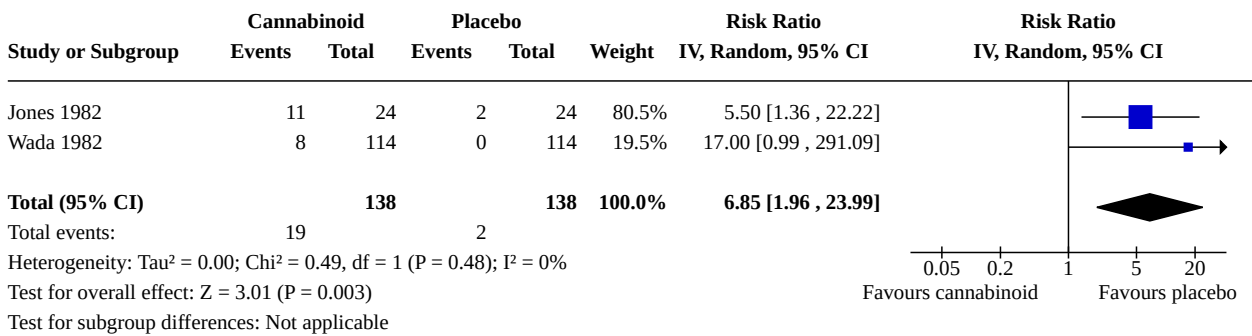 Cannabinoid Placebo Risk Ratio Risk Ratio
Study or Subgroup Events Total Events Total Weight IV, Random, 95% CI IV, Random, 95% CI
Jones 1982 11 24 2 24 80.5% 5.50 [1.36 , 22.22]
Wada 1982 8 114 0 114 19.5% 17.00 [0.99 , 291.09]
Total (95% CI) 138 138 100.0% 6.85 [1.96 , 23.99]
Total events: 19 2
Heterogeneity: Tau² = 0.00; Chi² = 0.49, df = 1 (P = 0.48); I² = 0%
0.05 0.2 1 5 20
Test for overall effect: Z = 3.01 (P = 0.003)
Favours cannabinoid Favours placebo
Test for subgroup differences: Not applicable